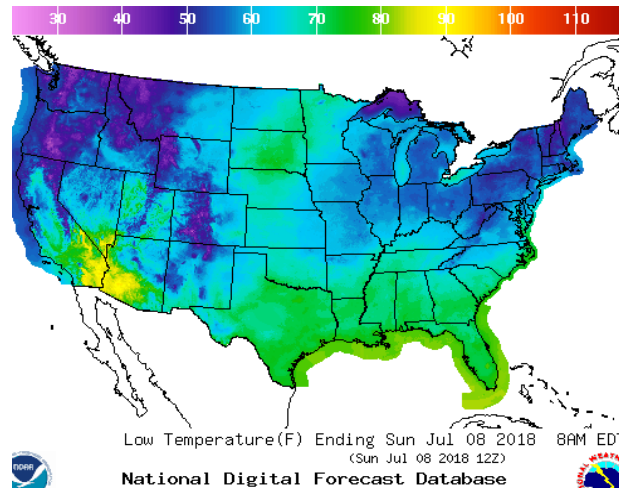 30 40 50 60 70 80 90 100 110
Low Temperature(F) Ending Sun Jul 08 2018 8AM EDT
(Sun Jul 08 2018 12Z)
National Digital Forecast Database